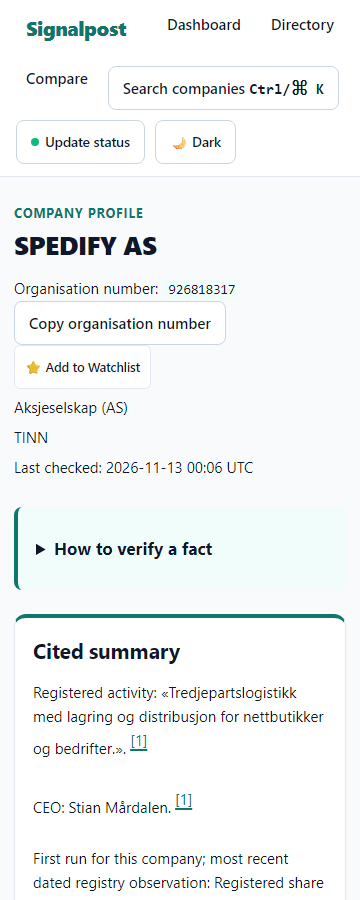 Signalpost
Dashboard
Directory
Compare
Search companies Ctrl/⌘ K
Update status
🌙 Dark
COMPANY PROFILE
SPEDIFY AS
Organisation number: 926818317
Copy organisation number
⭐ Add to Watchlist
Aksjeselskap (AS)
TINN
Last checked: 2026-11-13 00:06 UTC
▶ How to verify a fact
Cited summary
Registered activity: «Tredjepartslogistikk
med lagring og distribusjon for nettbutikker
og bedrifter.». [1]
CEO: Stian Mårdalen. [1]
First run for this company; most recent
dated registry observation: Registered share